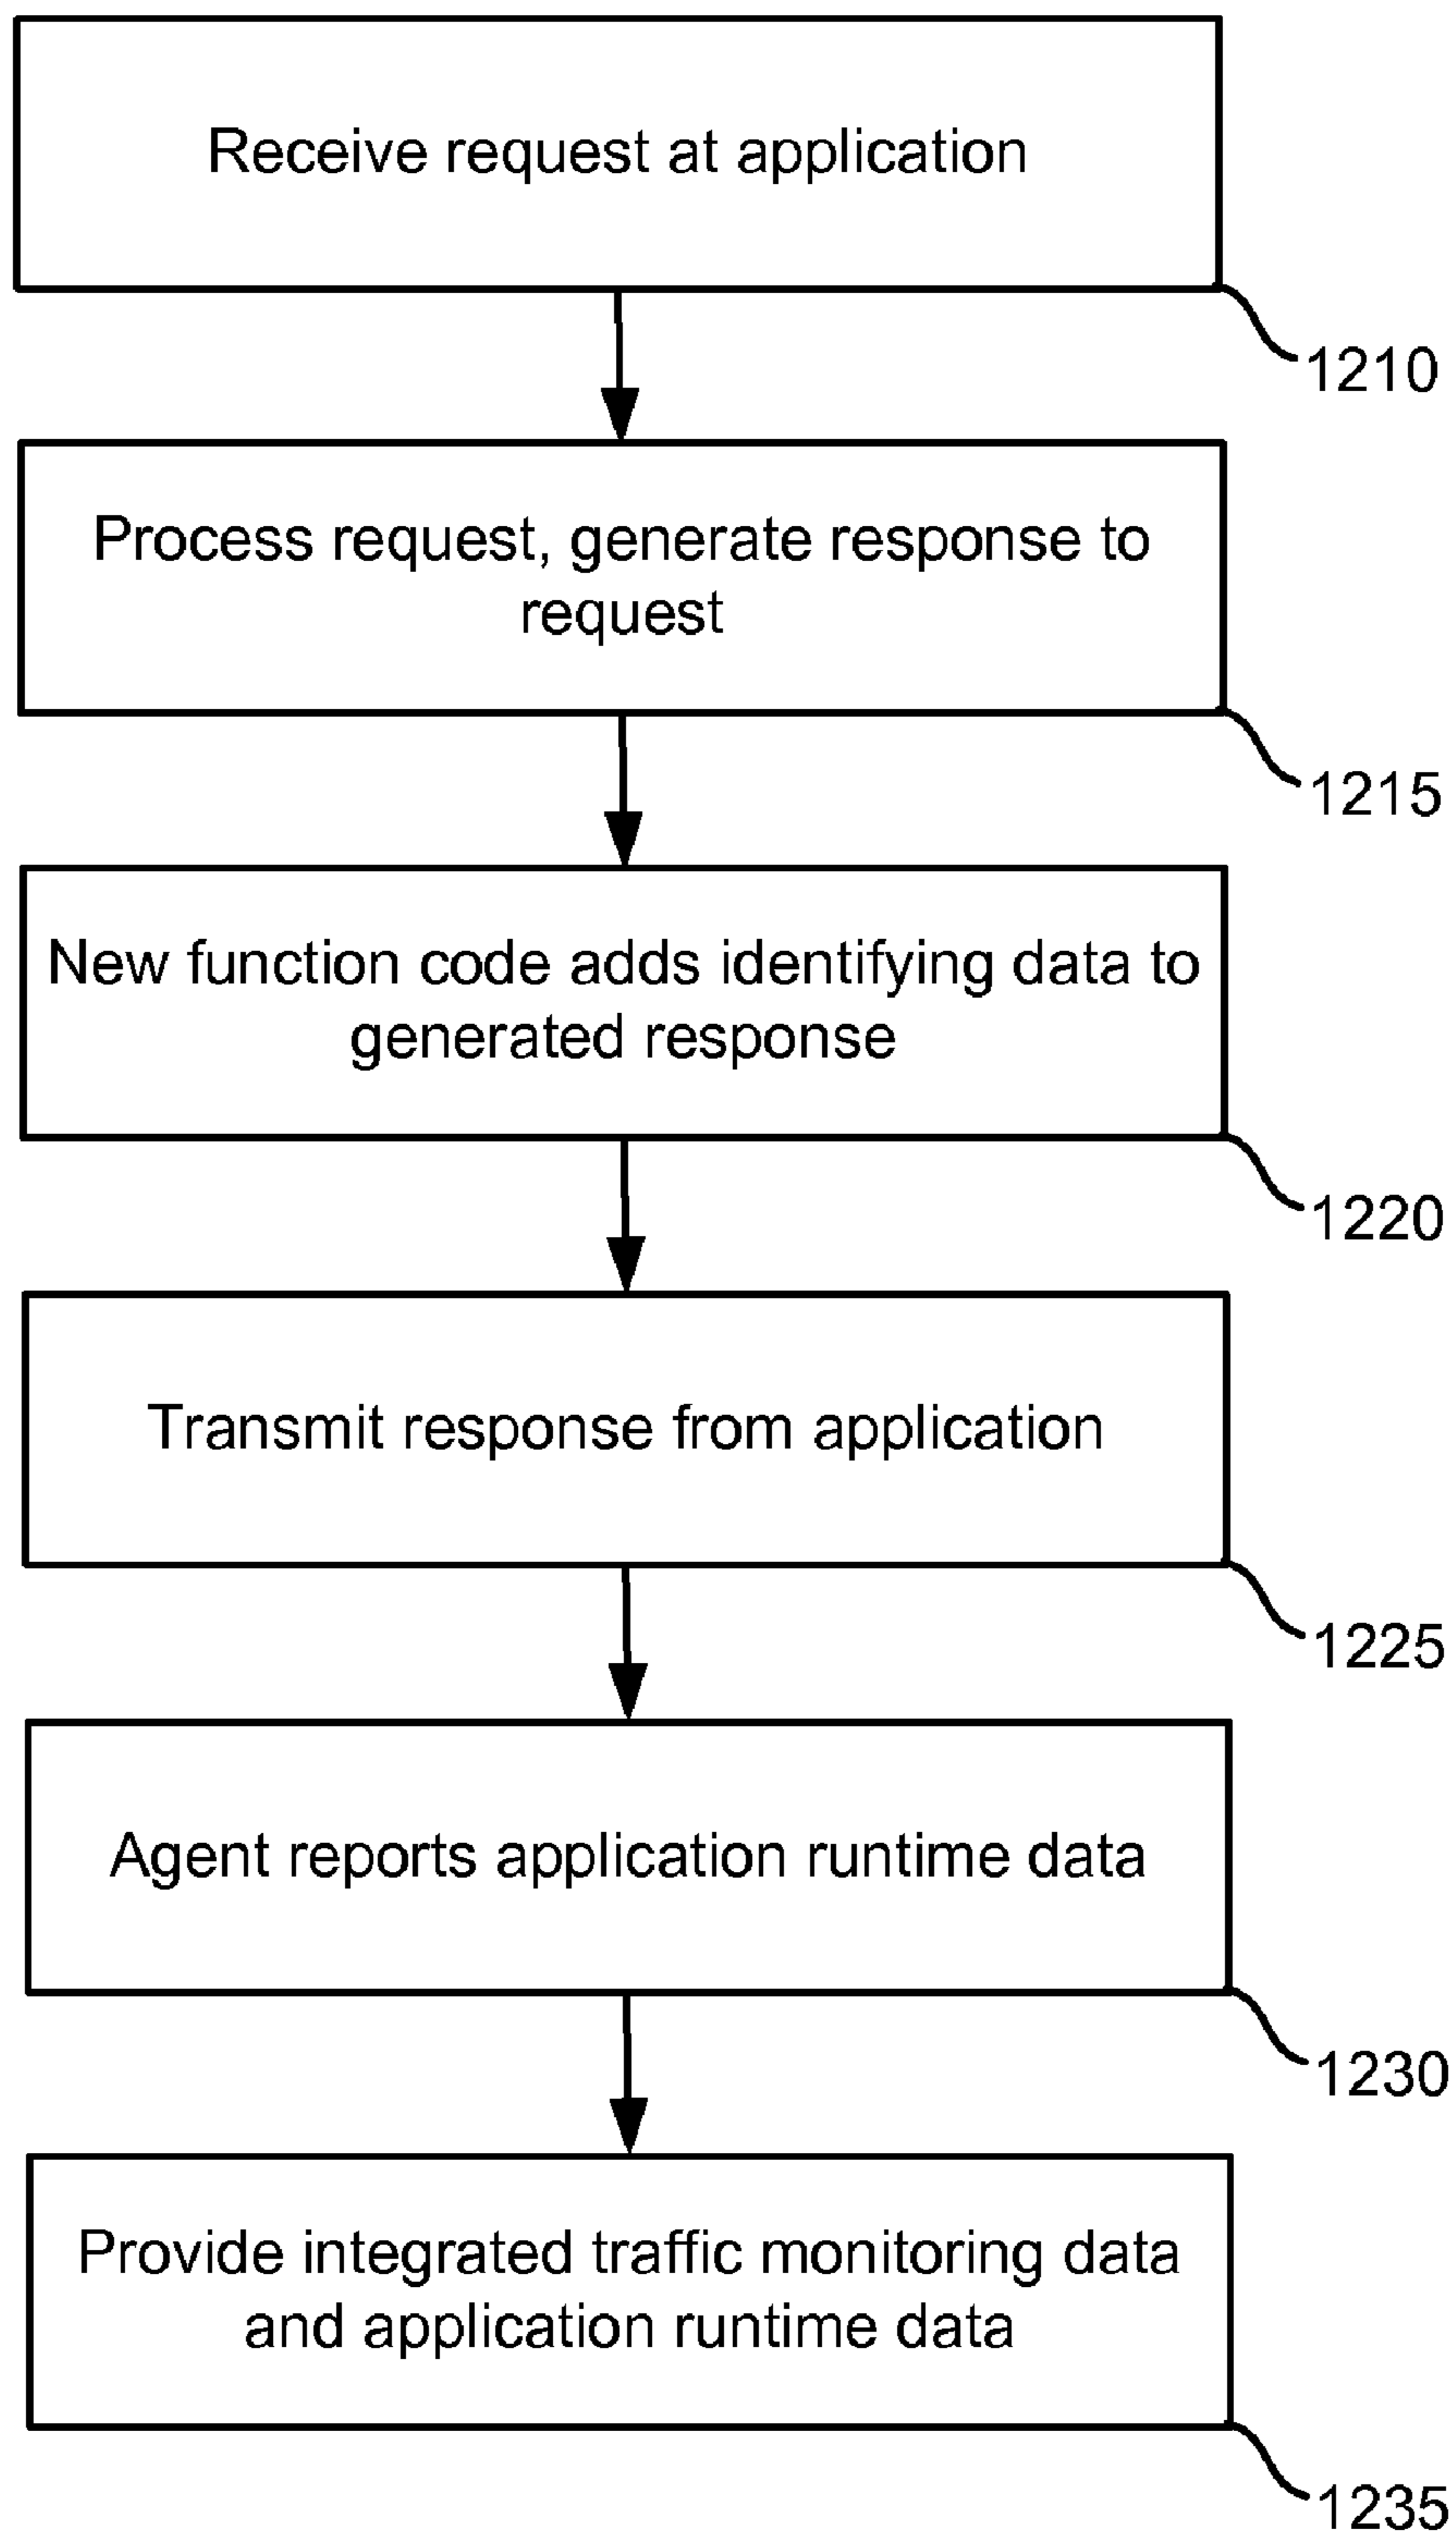 Receive request at application
1210
Process request, generate response to
request
1215
New function code adds identifying data to
generated response
1220
Transmit response from application
1225
Agent reports application runtime data
1230
Provide integrated traffic monitoring data
and application runtime data
1235